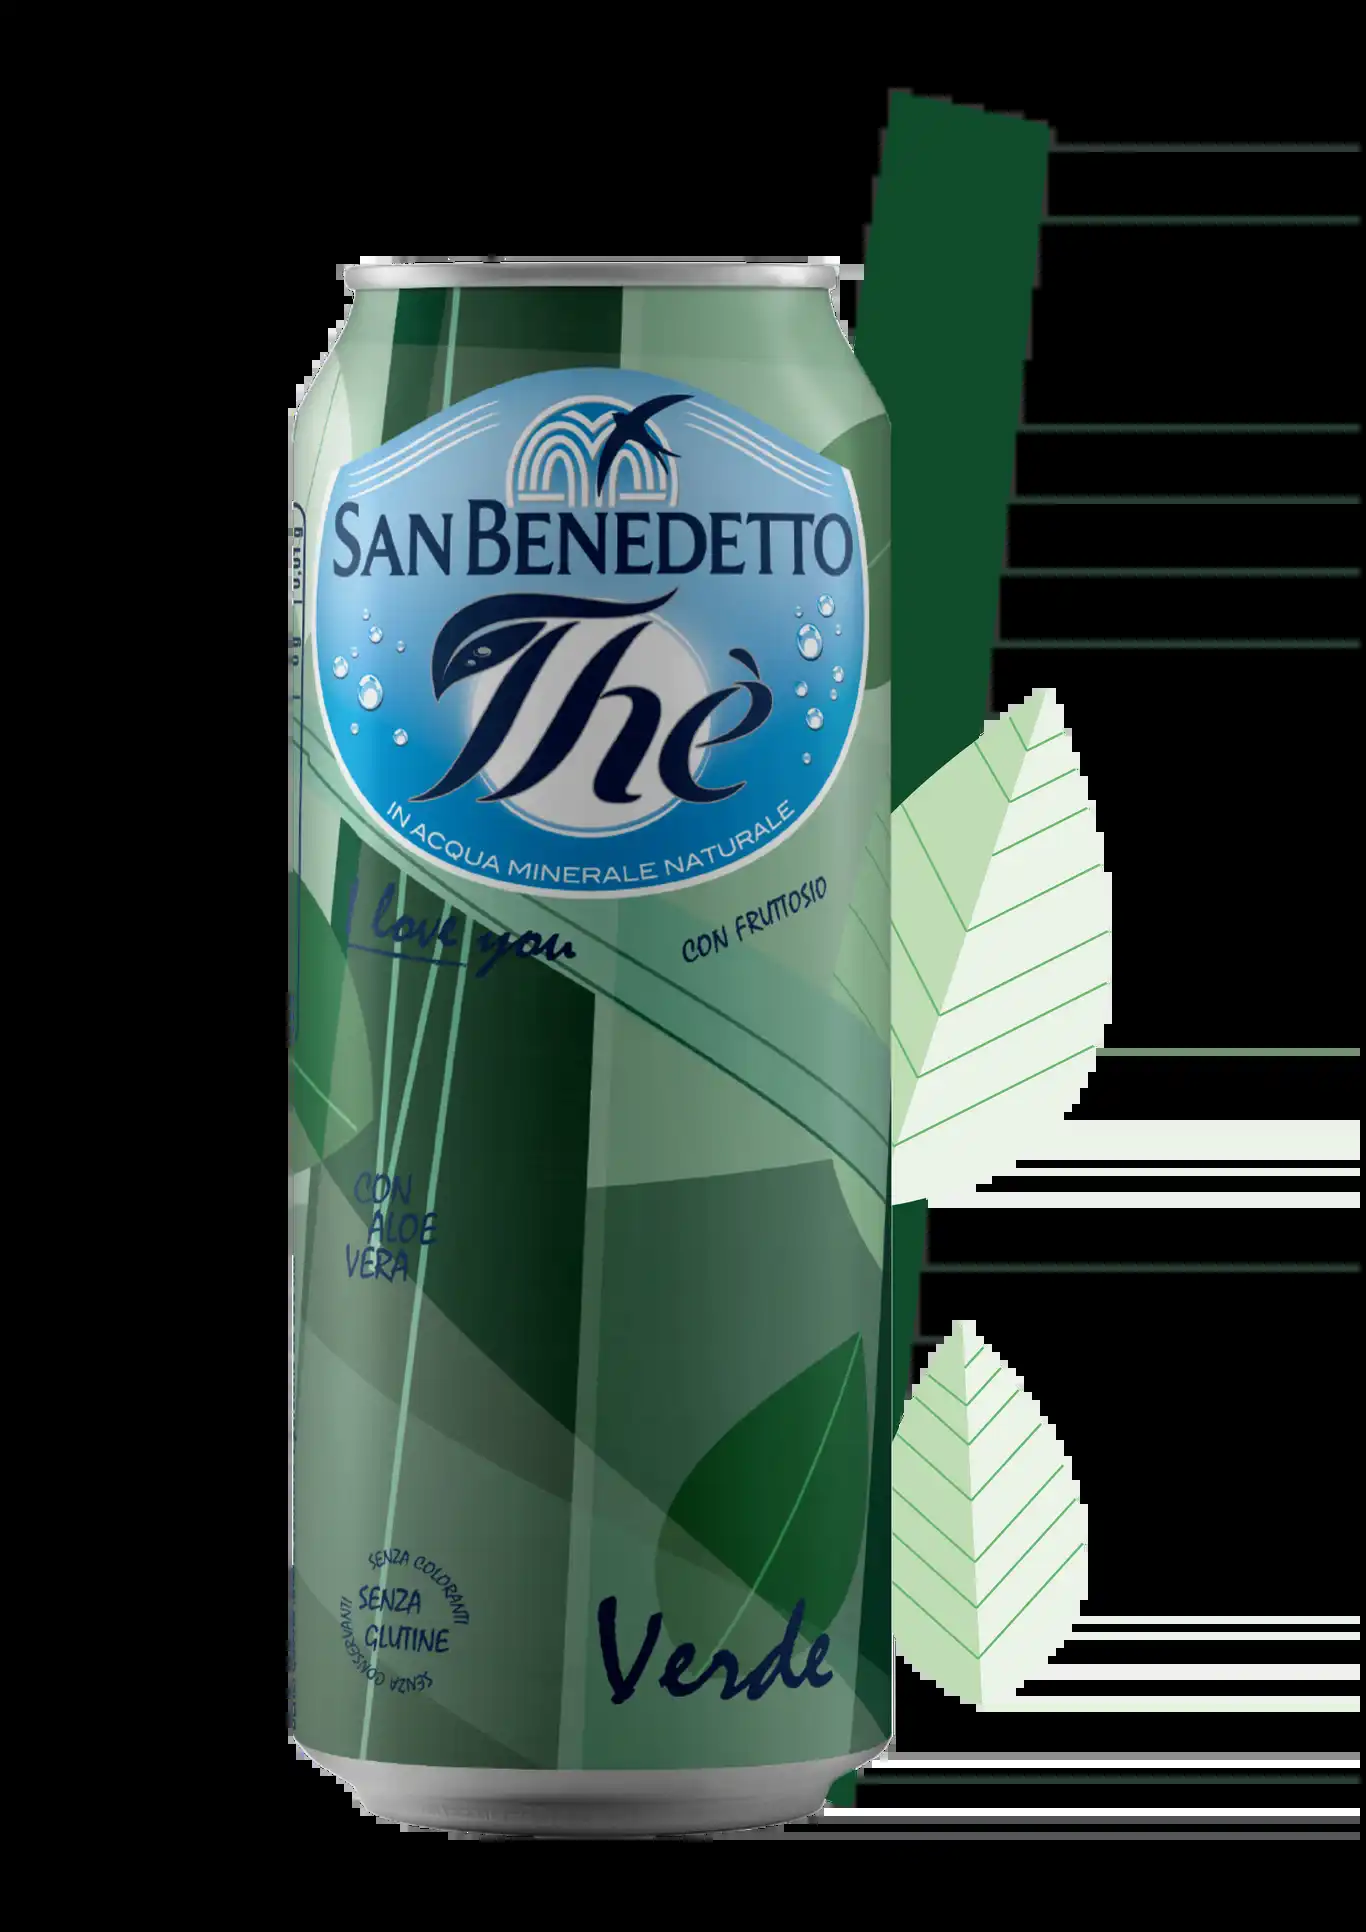 SAN BENEDETTO
Thè
IN ACQUA MINERALE NATURALE
I love you
CON FRUTTOSIO
CON
ALOE
VERA
SENZA COLORANTI
SENZA
GLUTINE
SENZA CONSERVANTI
Verde